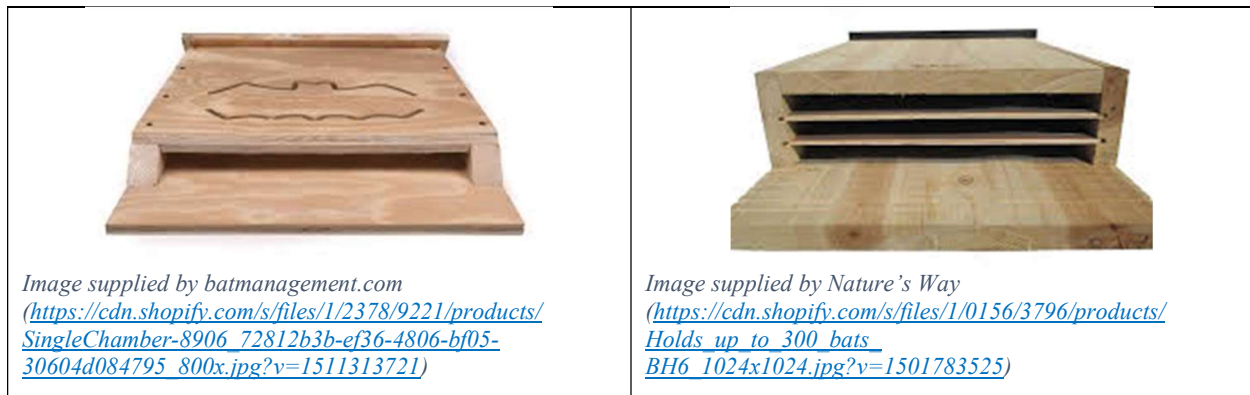 Image supplied by batmanagement.com
(https://cdn.shopify.com/s/files/1/2378/9221/products/
SingleChamber-8906_72812b3b-ef36-4806-bf05-
30604d084795_800x.jpg?v=1511313721)
Image supplied by Nature’s Way
(https://cdn.shopify.com/s/files/1/0156/3796/products/
Holds_up_to_300_bats_
BH6_1024x1024.jpg?v=1501783525)